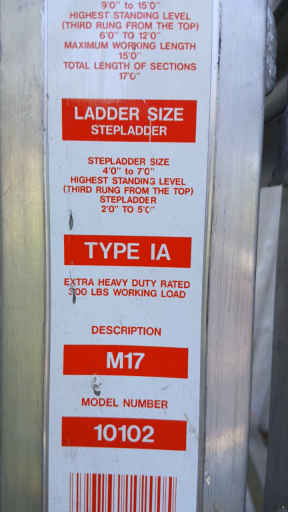 9'0" to 15'0"
HIGHEST STANDING LEVEL
(THIRD RUNG FROM THE TOP)
6'0" TO 12'0"
MAXIMUM WORKING LENGTH
15'0"
TOTAL LENGTH OF SECTIONS
17'0"
LADDER SIZE
STEPLADDER
STEPLADDER SIZE
4'0" to 7'0"
HIGHEST STANDING LEVEL
(THIRD RUNG FROM THE TOP)
STEPLADDER
2'0" TO 5'0"
TYPE IA
EXTRA HEAVY DUTY RATED
300 LBS WORKING LOAD
DESCRIPTION
M17
MODEL NUMBER
10102